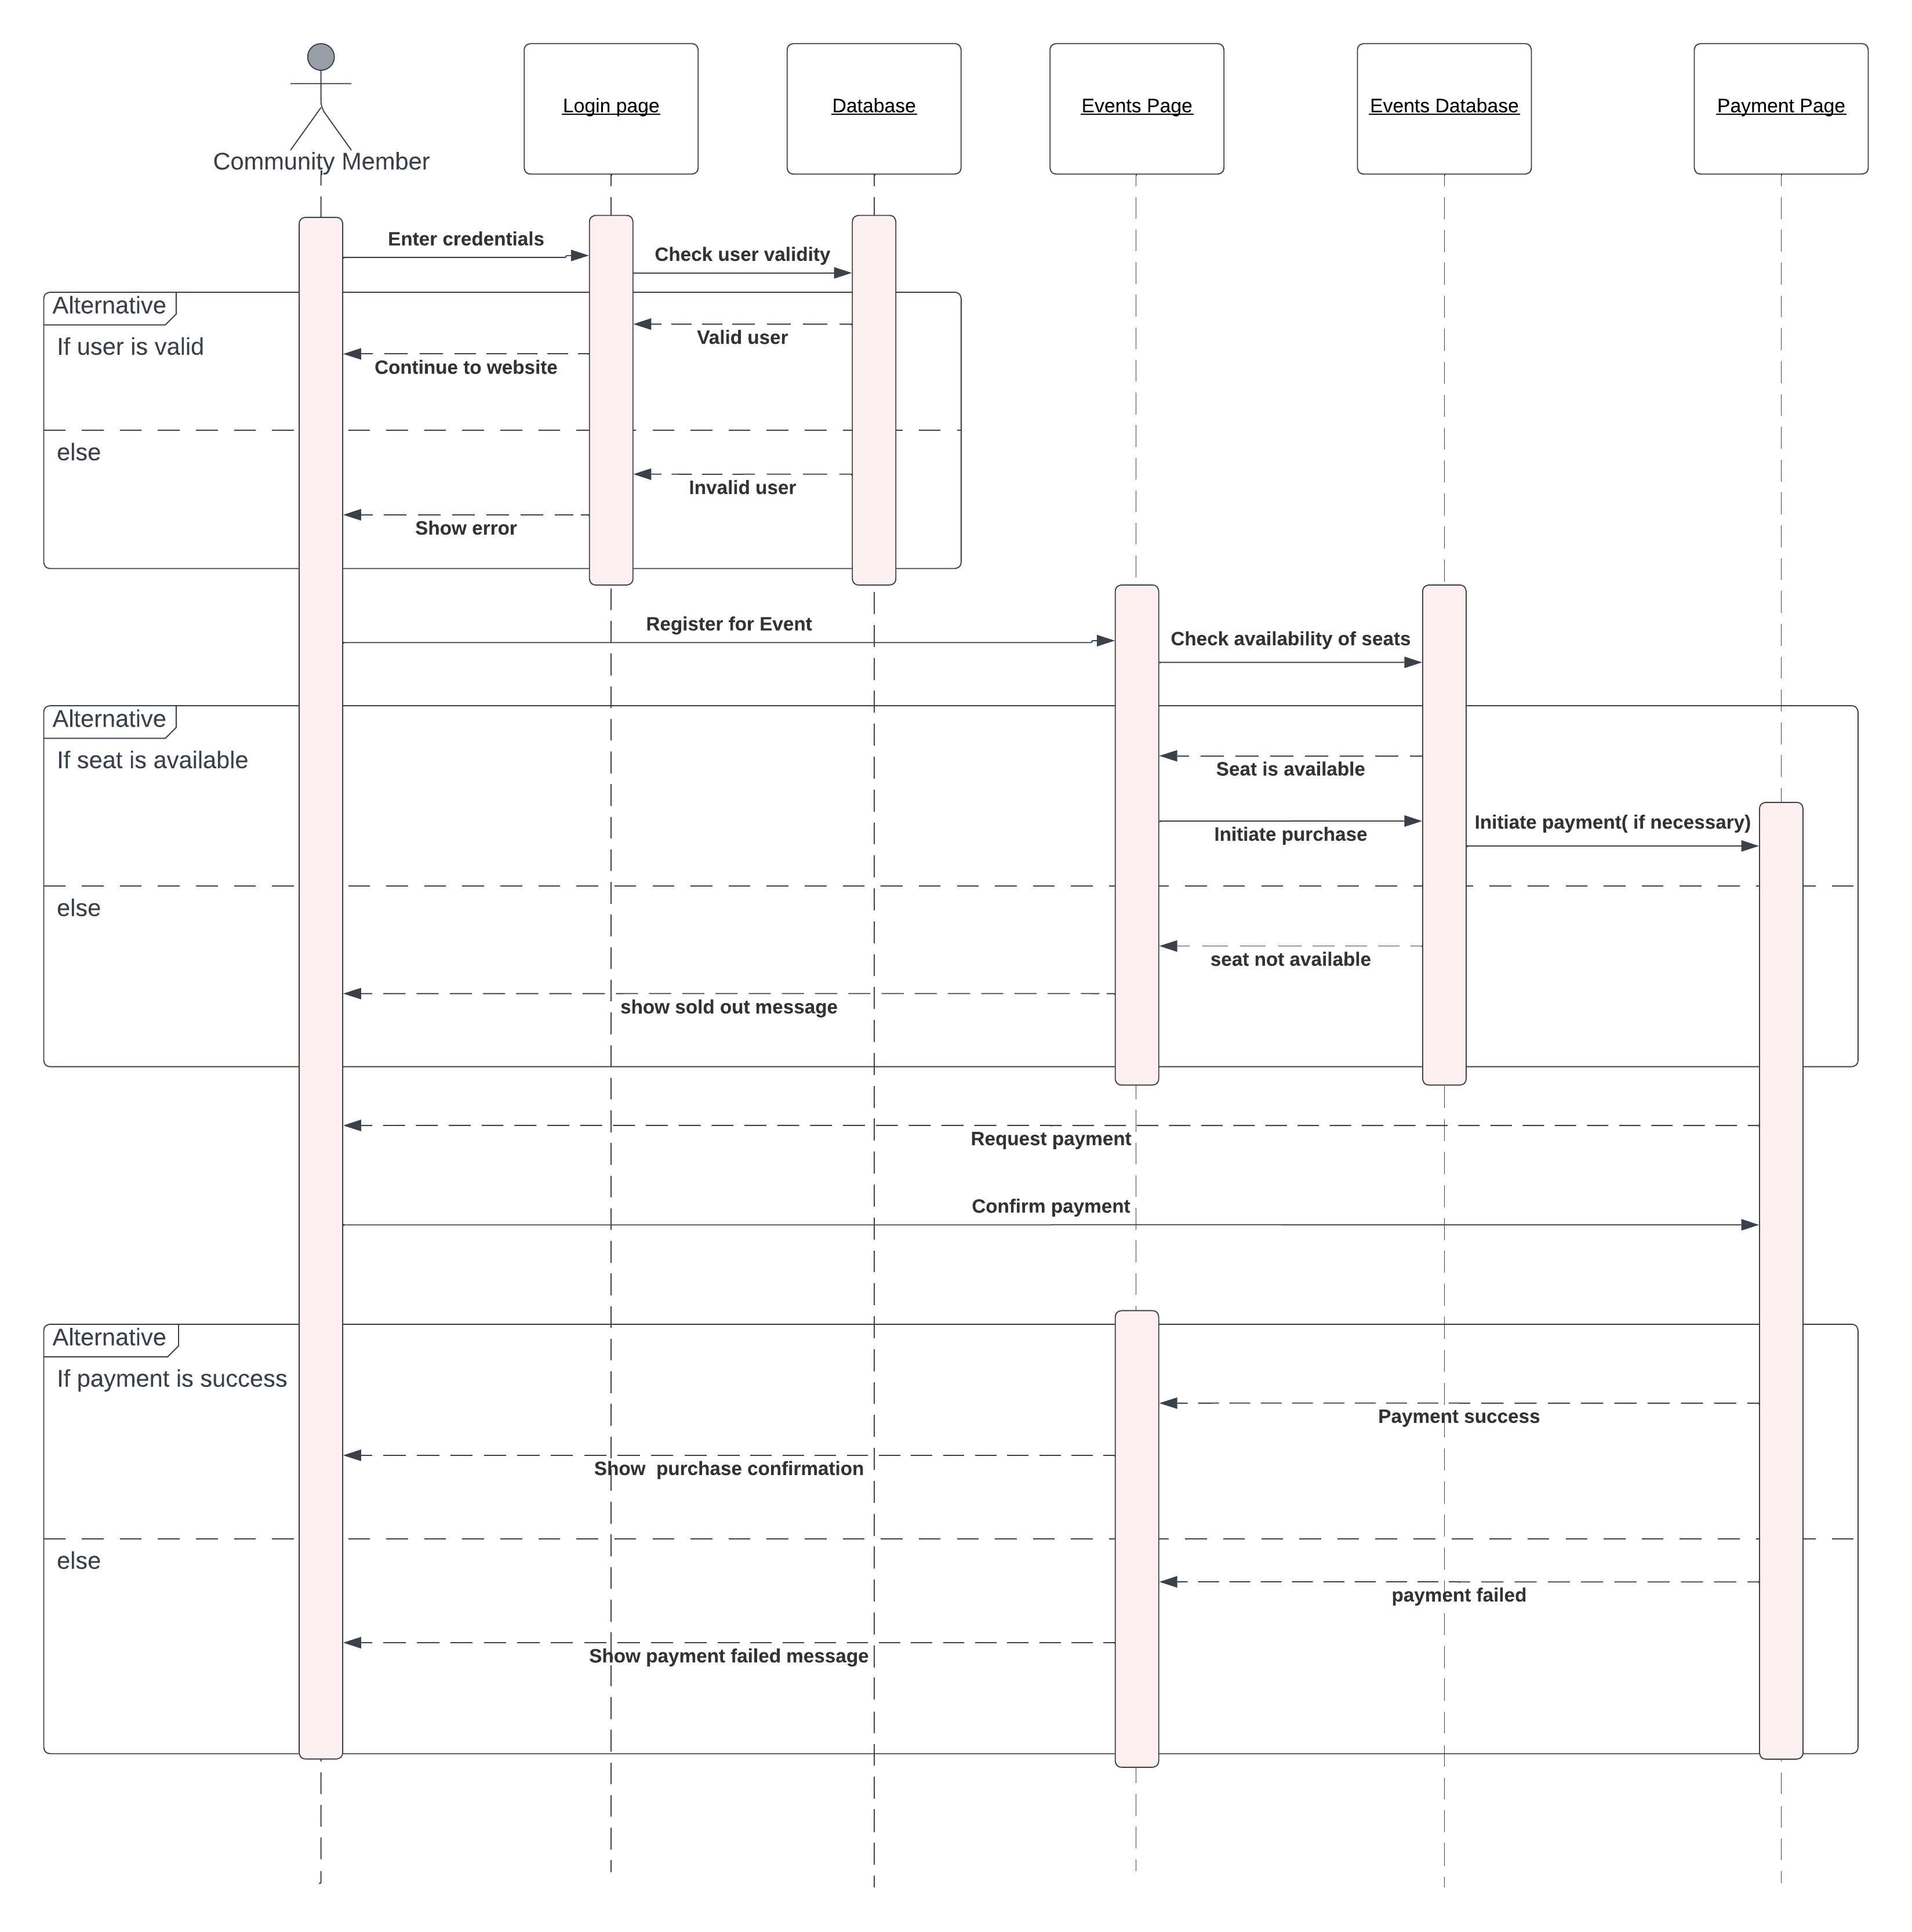 Community Member
Login page
Database
Events Page
Events Database
Payment Page
Enter credentials
Check user validity
Alternative
If user is valid
Valid user
Continue to website
else
Invalid user
Show error
Register for Event
Check availability of seats
Alternative
If seat is available
Seat is available
Initiate purchase
Initiate payment( if necessary)
else
seat not available
show sold out message
Request payment
Confirm payment
Alternative
If payment is success
Payment success
Show  purchase confirmation
else
payment failed
Show payment failed message